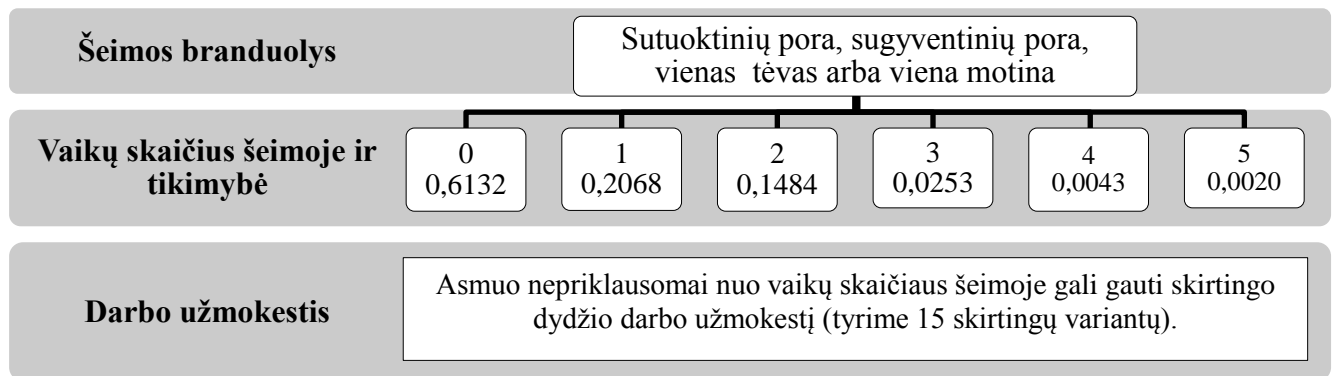 Šeimos branduolys
Sutuoktinių pora, sugyventinių pora,
vienas tėvas arba viena motina
Vaikų skaičius šeimoje ir
tikimybė
0
0,6132
1
0,2068
2
0,1484
3
0,0253
4
0,0043
5
0,0020
Darbo užmokestis
Asmuo nepriklausomai nuo vaikų skaičiaus šeimoje gali gauti skirtingo
dydžio darbo užmokestį (tyrime 15 skirtingų variantų).